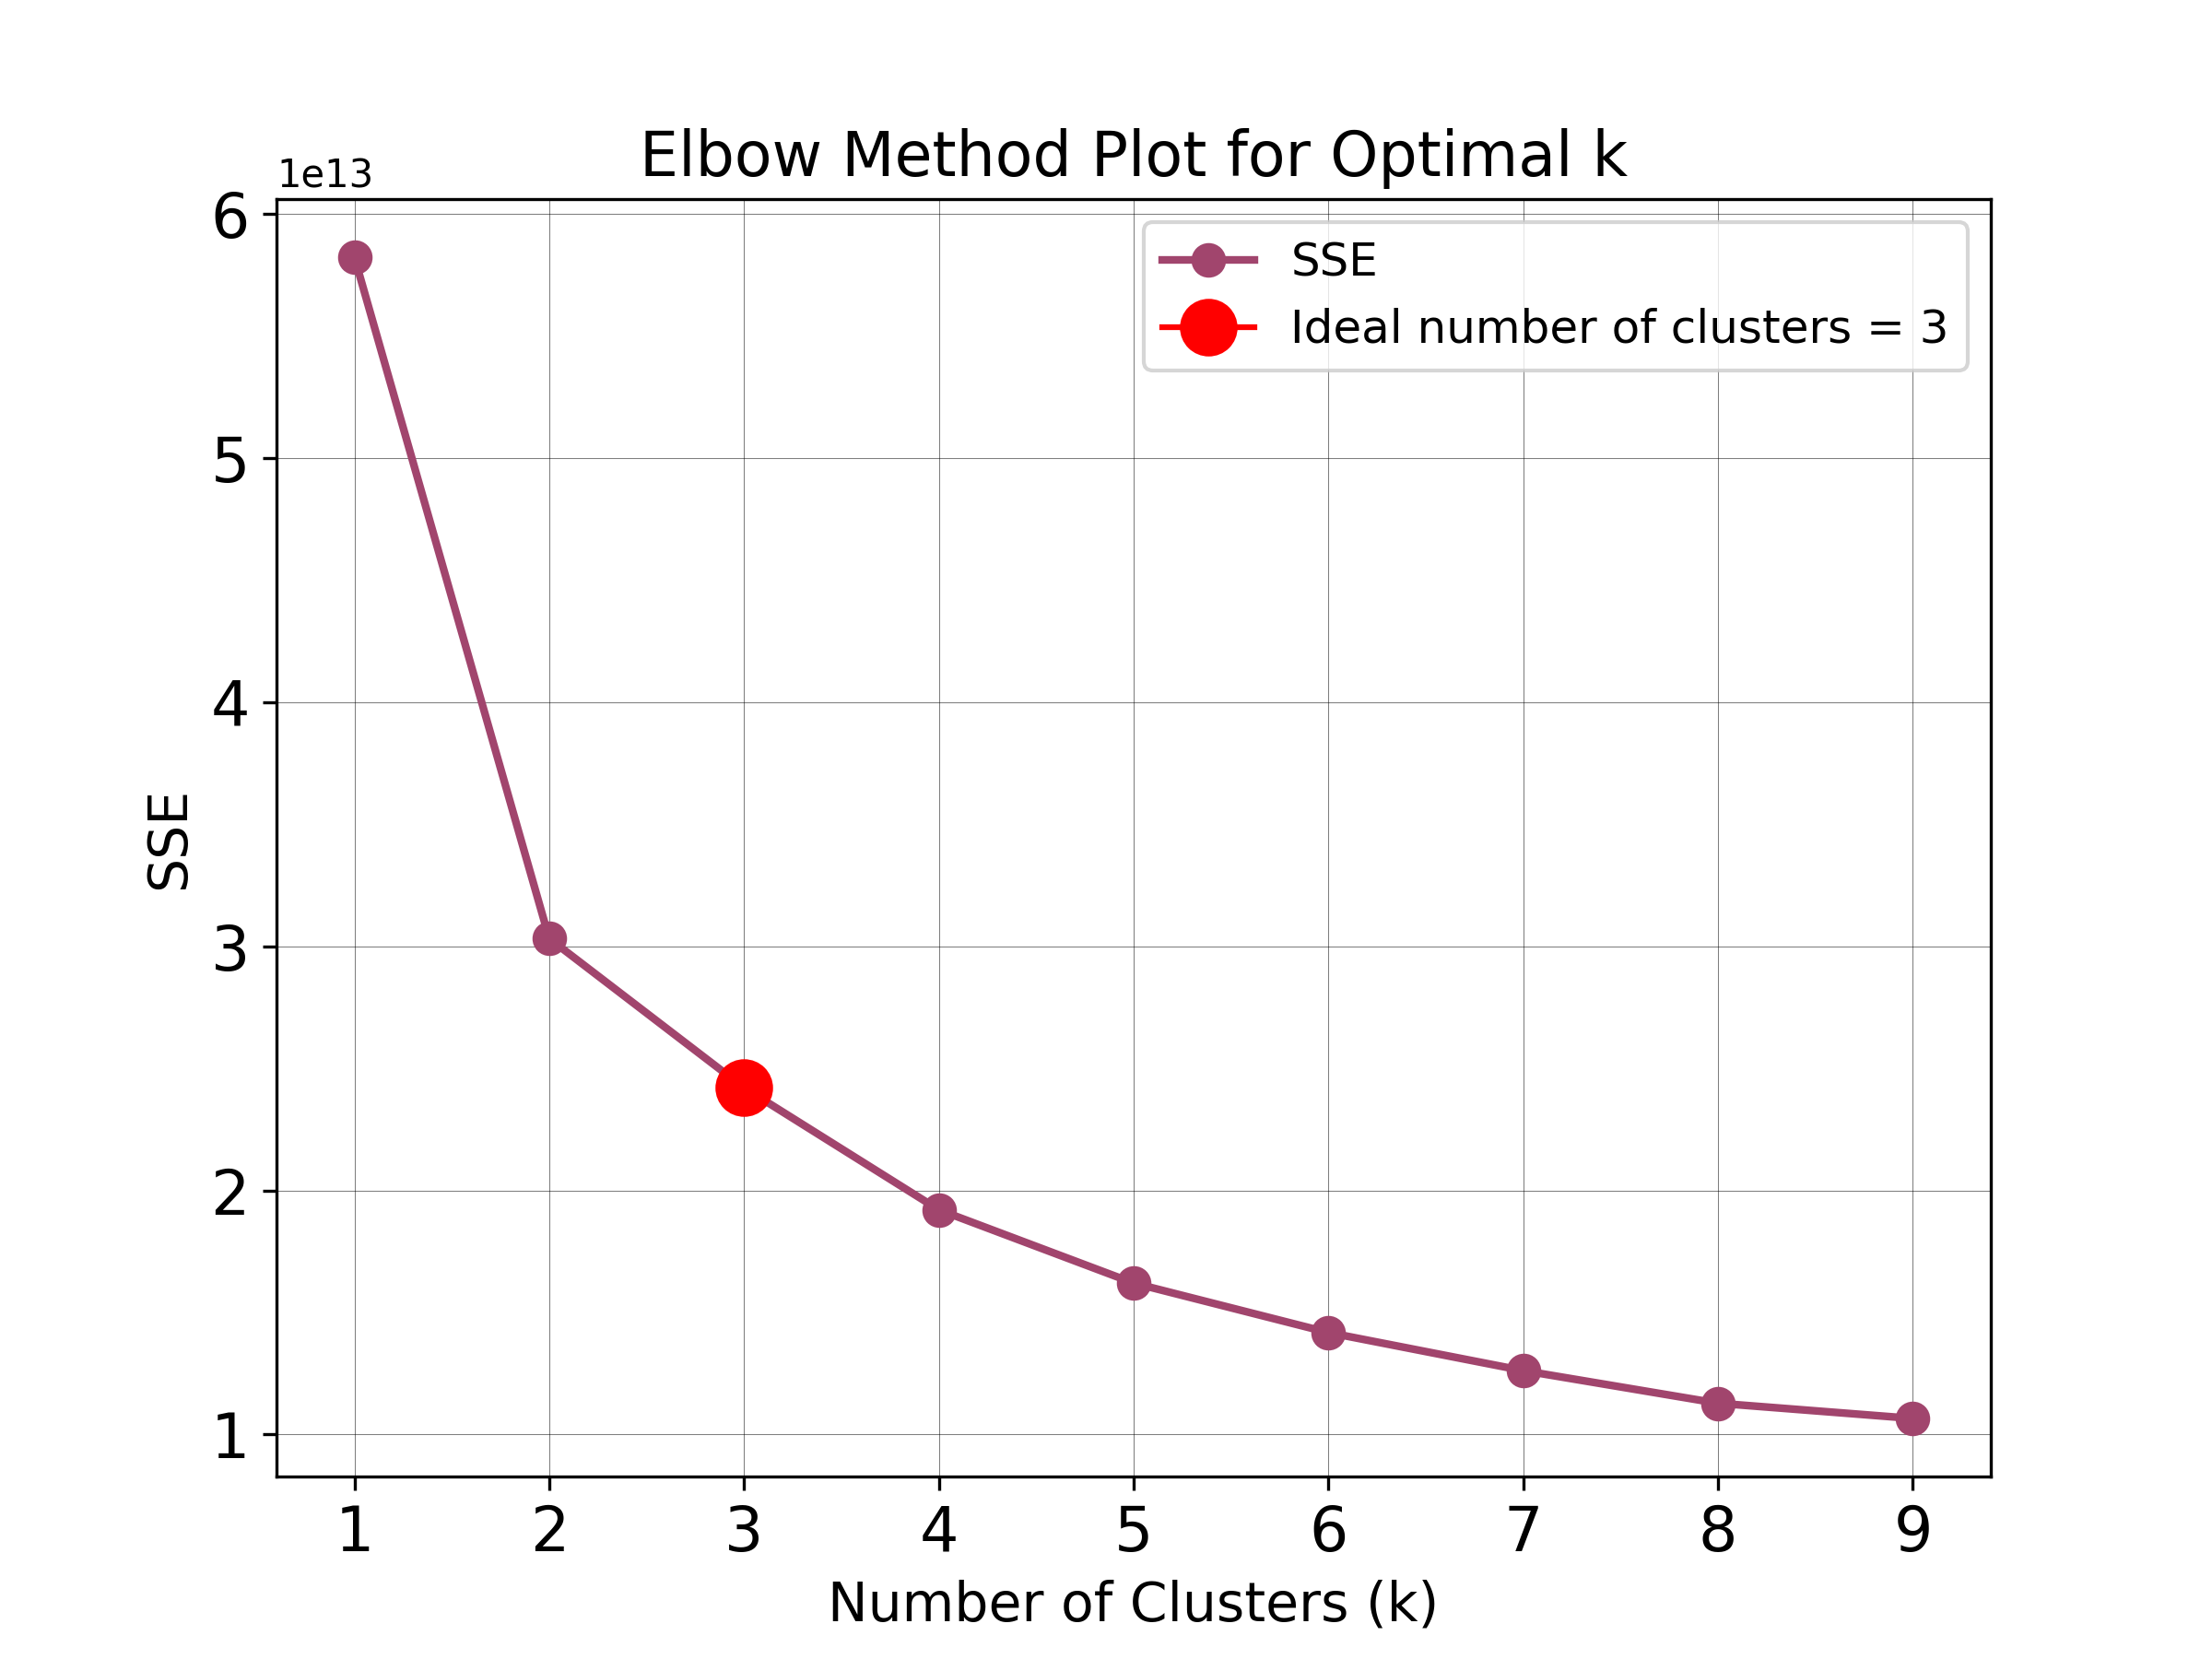 Elbow Method Plot for Optimal k
1e13
6
5
4
3
2
1
SSE
SSE
Ideal number of clusters = 3
1 2 3 4 5 6 7 8 9
Number of Clusters (k)